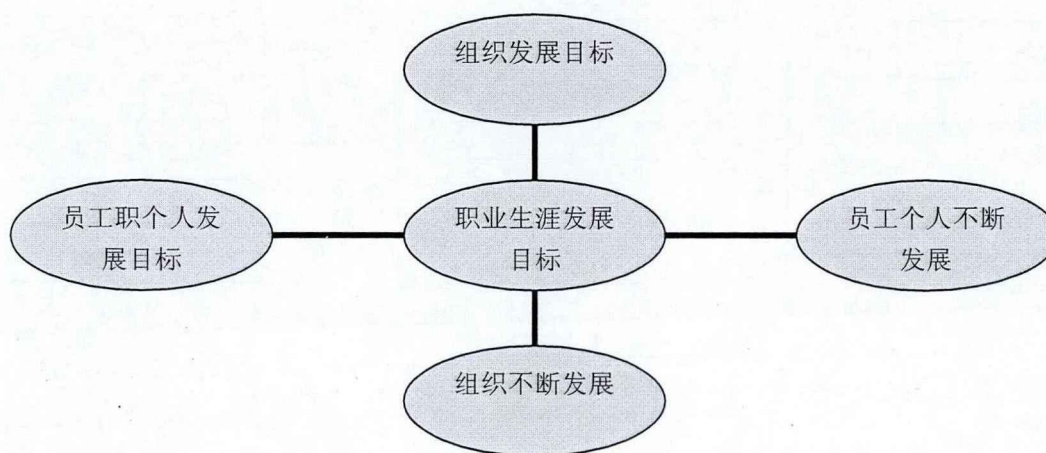 组织发展目标
员工职个人发
展目标
职业生涯发展
目标
员工个人不断
发展
组织不断发展